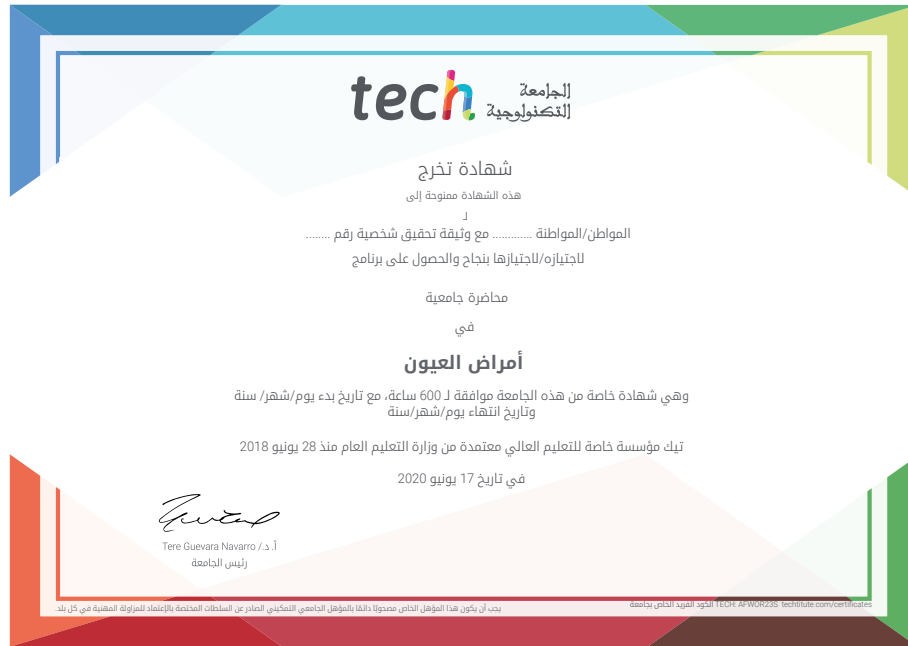 tech
الجامعة
التكنولوجية
شهادة تخرج
هذه الشهادة ممنوحة إلى
لـ
المواطن/المواطنة ............. مع وثيقة تحقيق شخصية رقم ........
لاجتيازه/لاجتيازها بنجاح والحصول على برنامج
محاضرة جامعية
في
أمراض العيون
وهي شهادة خاصة من هذه الجامعة موافقة لـ 600 ساعة، مع تاريخ بدء يوم/شهر/ سنة
وتاريخ انتهاء يوم/شهر/سنة
تيك مؤسسة خاصة للتعليم العالي معتمدة من وزارة التعليم العام منذ 28 يونيو 2018
في تاريخ 17 يونيو 2020
أ. د./ Tere Guevara Navarro
رئيس الجامعة
يجب أن يكون هذا المؤهل الخاص مصحوبًا دائمًا بالمؤهل الجامعي التمكيني الصادر عن السلطات المختصة بالإعتماد للمزاولة المهنية في كل بلد.
الكود الفريد الخاص بجامعة TECH: AFWOR23S techtitute.com/certificates